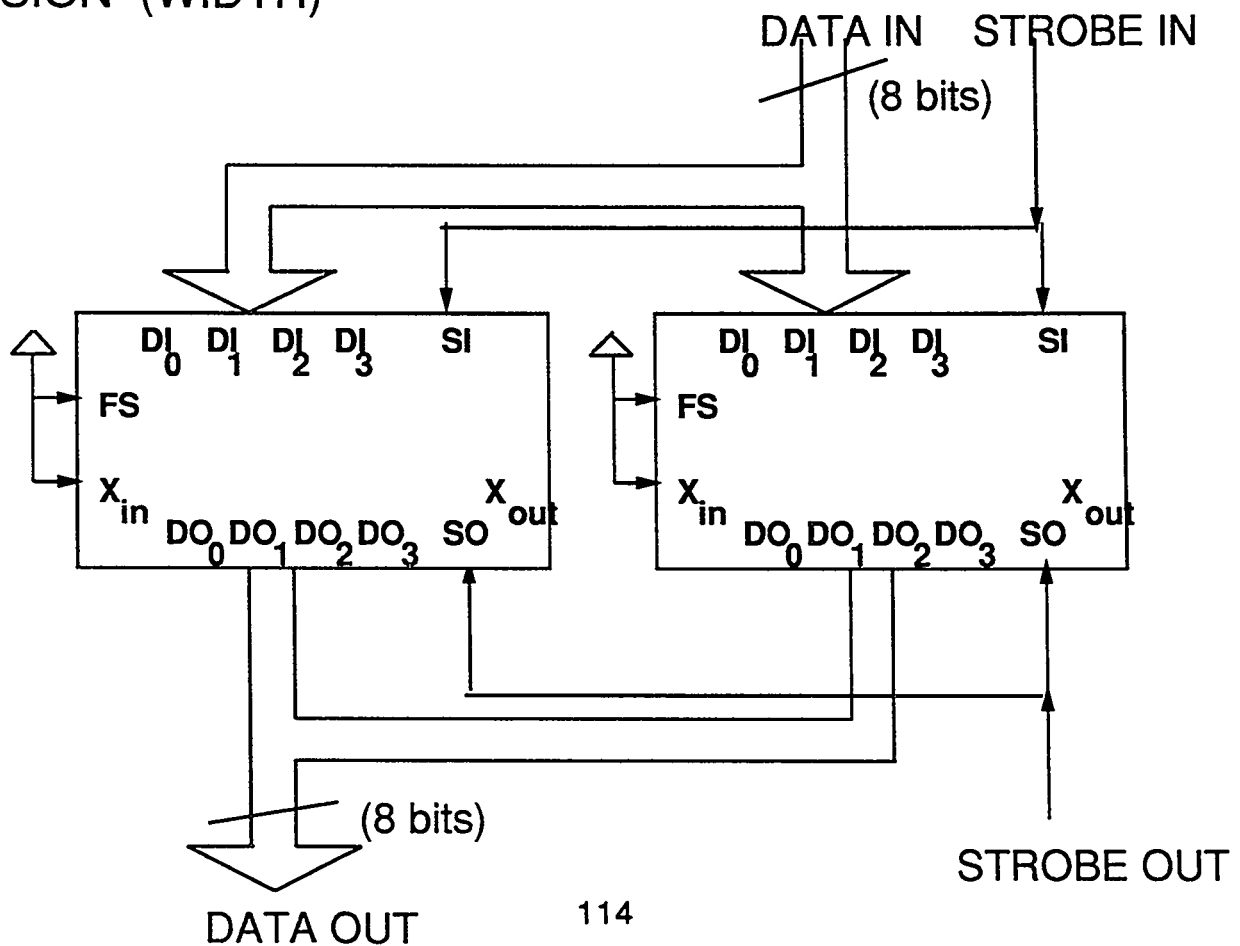 SION (WIDTH)
DATA IN STROBE IN
(8 bits)
DI0 DI1 DI2 DI3 SI
FS
Xin
Xout
DO0 DO1 DO2 DO3 SO
DI0 DI1 DI2 DI3 SI
FS
Xin
Xout
DO0 DO1 DO2 DO3 SO
(8 bits)
STROBE OUT
DATA OUT
114